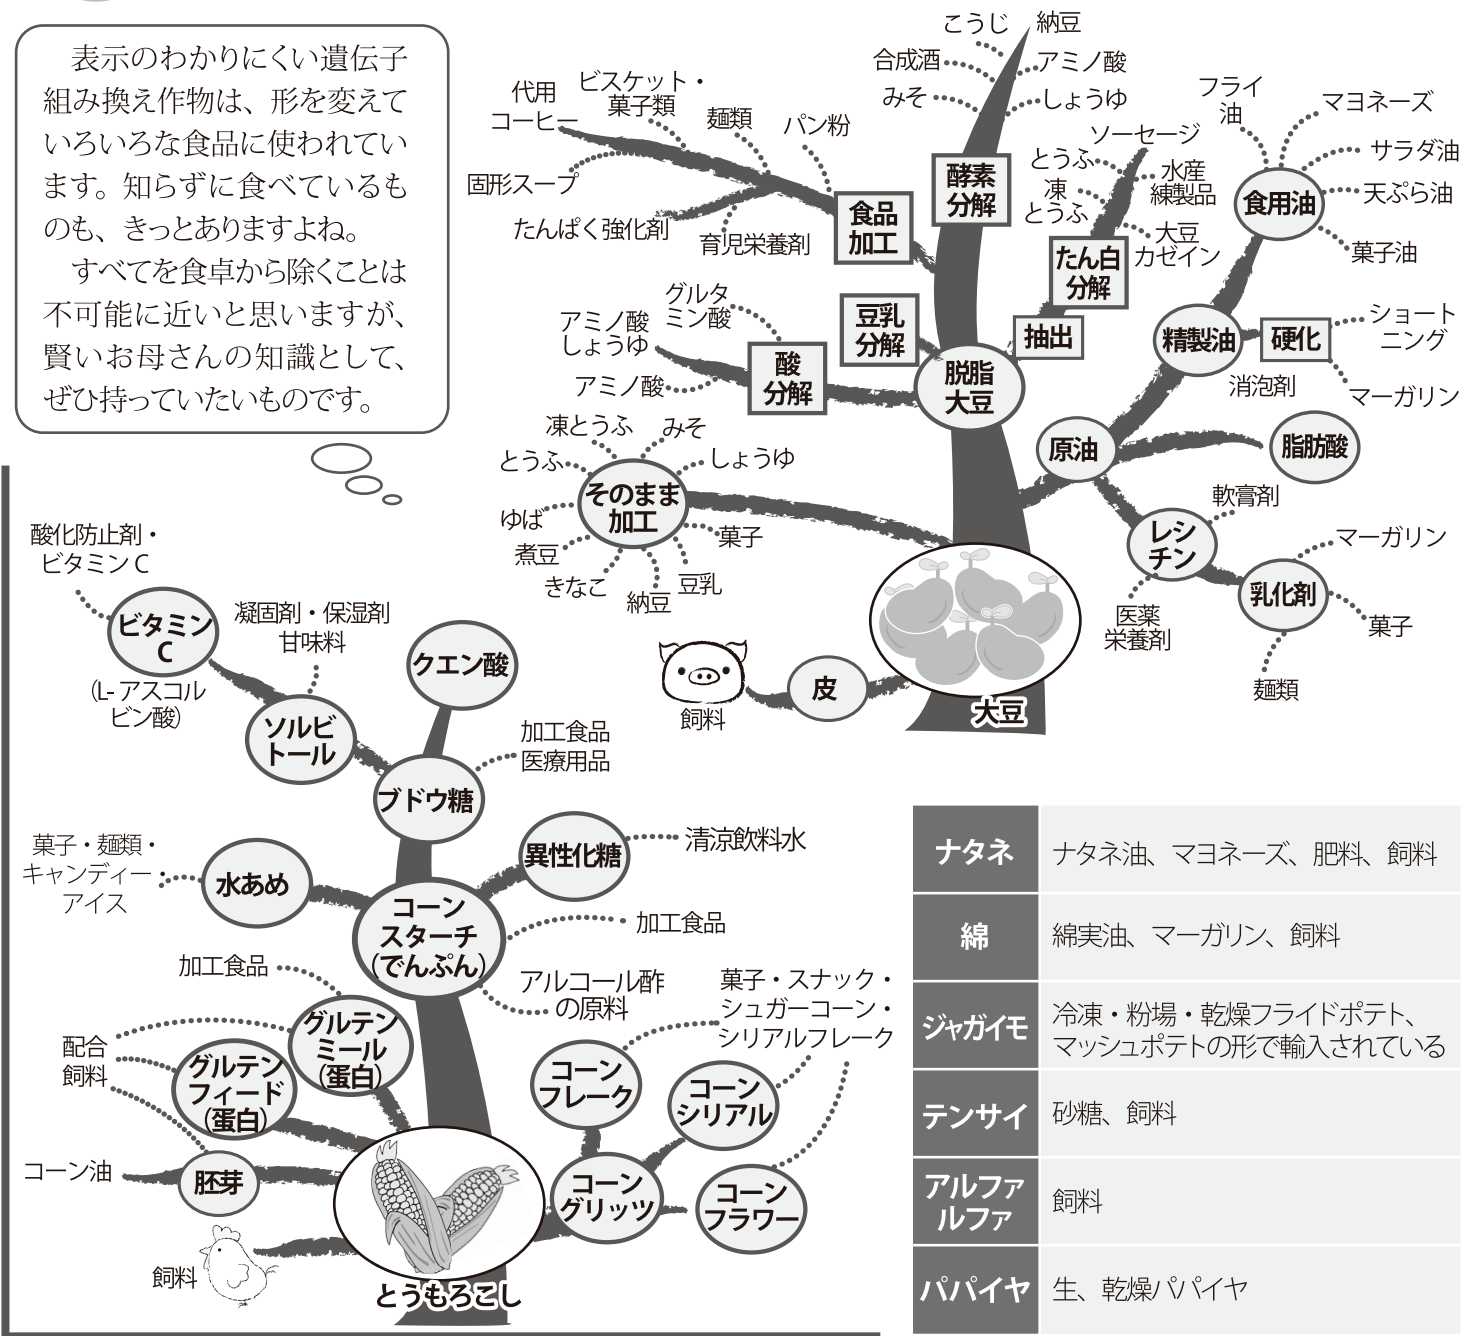 表示のわかりにくい遺伝子
組み換え作物は、形を変えて
いろいろな食品に使われてい
ます。知らずに食べているも
のも、きっとありますよね。
すべてを食卓から除くことは
不可能に近いと思いますが、
賢いお母さんの知識として、
ぜひ持っていたいものです。
こうじ
納豆
合成酒
アミノ酸
みそ
しょうゆ
酵素
分解
代用
コーヒー
ビスケット・
菓子類
麺類
パン粉
固形スープ
たんぱく強化剤
育児栄養剤
食品
加工
ソーセージ
とうふ
水産
練製品
凍
とうふ
大豆
カゼイン
たん白
分解
抽出
フライ
油
マヨネーズ
サラダ油
天ぷら油
菓子油
食用油
精製油
硬化
ショート
ニング
マーガリン
消泡剤
グルタ
ミン酸
アミノ酸
しょうゆ
アミノ酸
酸
分解
豆乳
分解
脱脂
大豆
原油
脂肪酸
軟膏剤
レシ
チン
医薬
栄養剤
乳化剤
マーガリン
菓子
麺類
凍とうふ
みそ
とうふ
しょうゆ
そのまま
加工
ゆば
菓子
煮豆
きなこ
納豆
豆乳
皮
飼料
大豆
酸化防止剤・
ビタミンC
ビタミン
C
(L-アスコル
ビン酸)
凝固剤・保湿剤
甘味料
ソルビ
トール
クエン酸
ブドウ糖
加工食品
医療用品
菓子・麺類・
キャンディー・
アイス
水あめ
異性化糖
清涼飲料水
コーン
スターチ
(でんぷん)
加工食品
アルコール酢
の原料
加工食品
グルテン
ミール
(蛋白)
配合
飼料
グルテン
フィード
(蛋白)
コーン油
胚芽
飼料
とうもろこし
菓子・スナック・
シュガーコーン・
シリアルフレーク
コーン
フレーク
コーン
シリアル
コーン
グリッツ
コーン
フラワー
ナタネ
ナタネ油、マヨネーズ、肥料、飼料
綿
綿実油、マーガリン、飼料
ジャガイモ
冷凍・粉場・乾燥フライドポテト、
マッシュポテトの形で輸入されている
テンサイ
砂糖、飼料
アルファ
ルファ
飼料
パパイヤ
生、乾燥パパイヤ